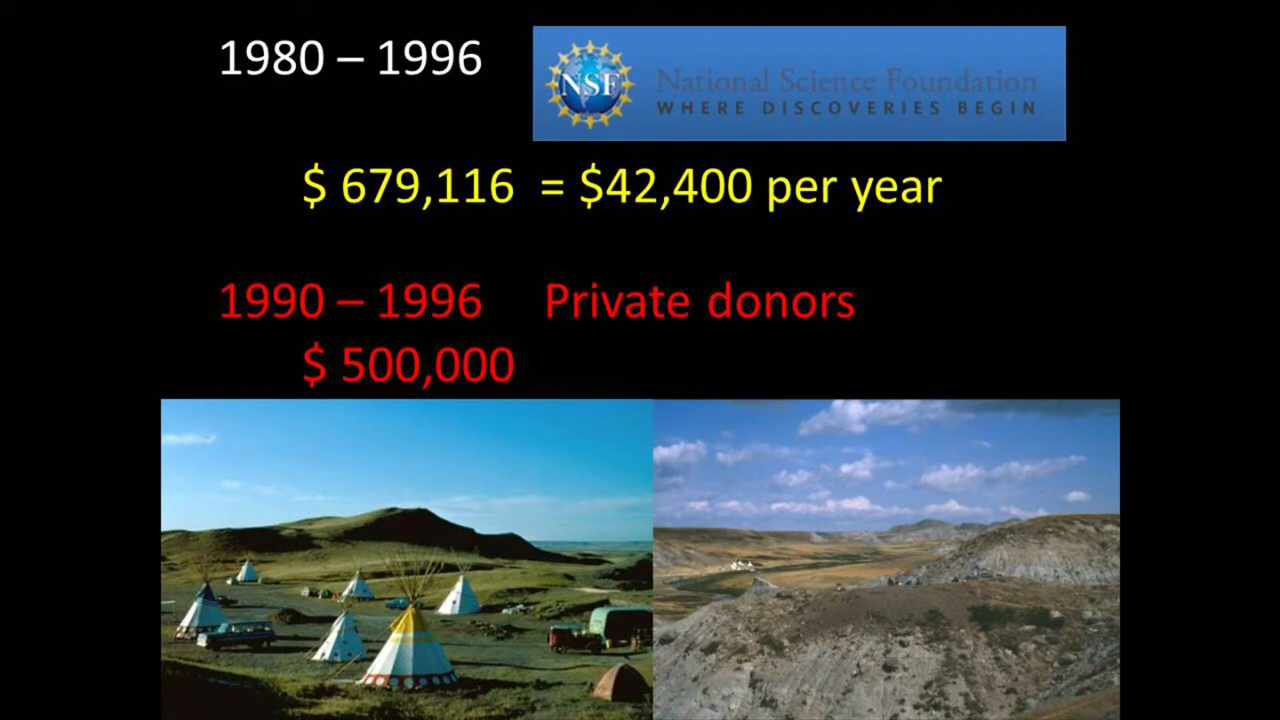 1980 – 1996
NSF
National Science Foundation
WHERE DISCOVERIES BEGIN
$ 679,116 = $42,400 per year
1990 – 1996 Private donors
$ 500,000